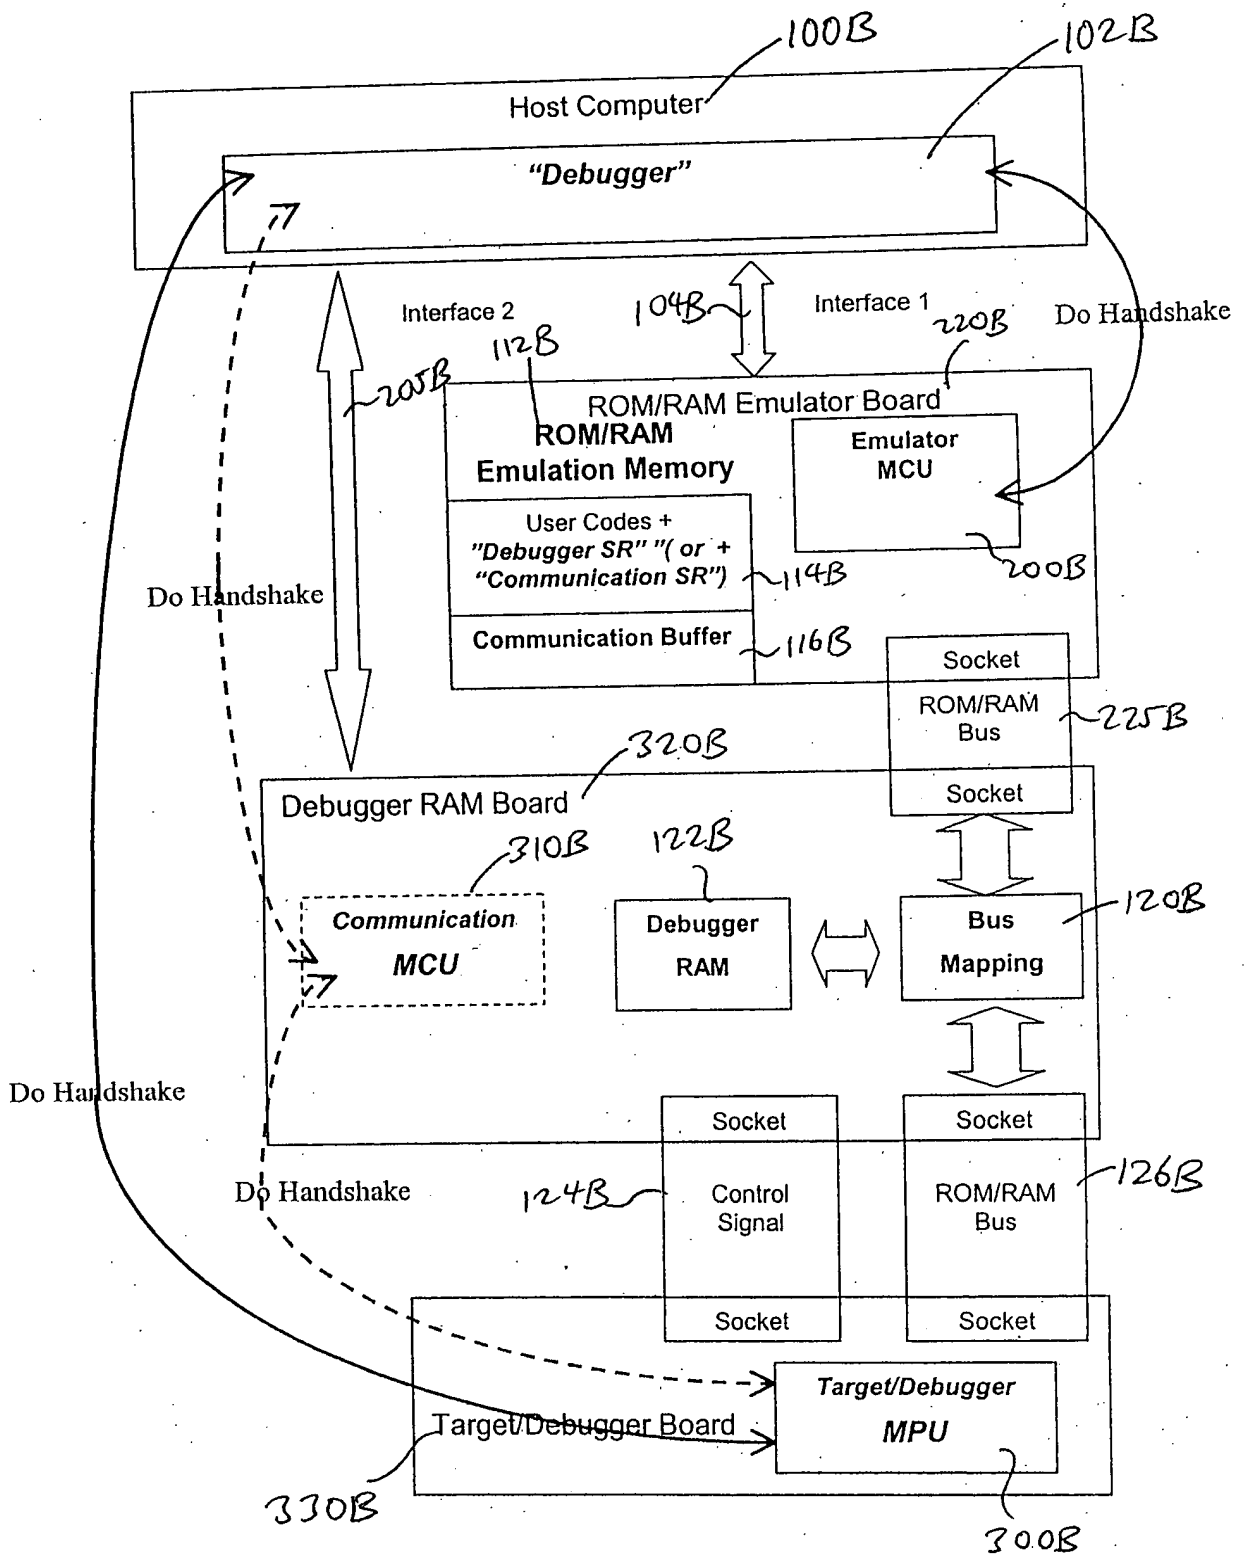 100B
102B
Host Computer
"Debugger"
Interface 2
104B
Interface 1
220B
Do Handshake
112B
205B
ROM/RAM Emulator Board
ROM/RAM
Emulation Memory
Emulator
MCU
User Codes +
"Debugger SR" "( or +
"Communication SR")
114B
200B
Do Handshake
Communication Buffer
116B
Socket
ROM/RAM
Bus
225B
320B
Socket
Debugger RAM Board
310B
122B
Communication
MCU
Debugger
RAM
Bus
Mapping
120B
Do Handshake
Socket
Socket
Do Handshake
124B
Control
Signal
ROM/RAM
Bus
126B
Socket
Socket
Target/Debugger
MPU
Target/Debugger Board
330B
300B